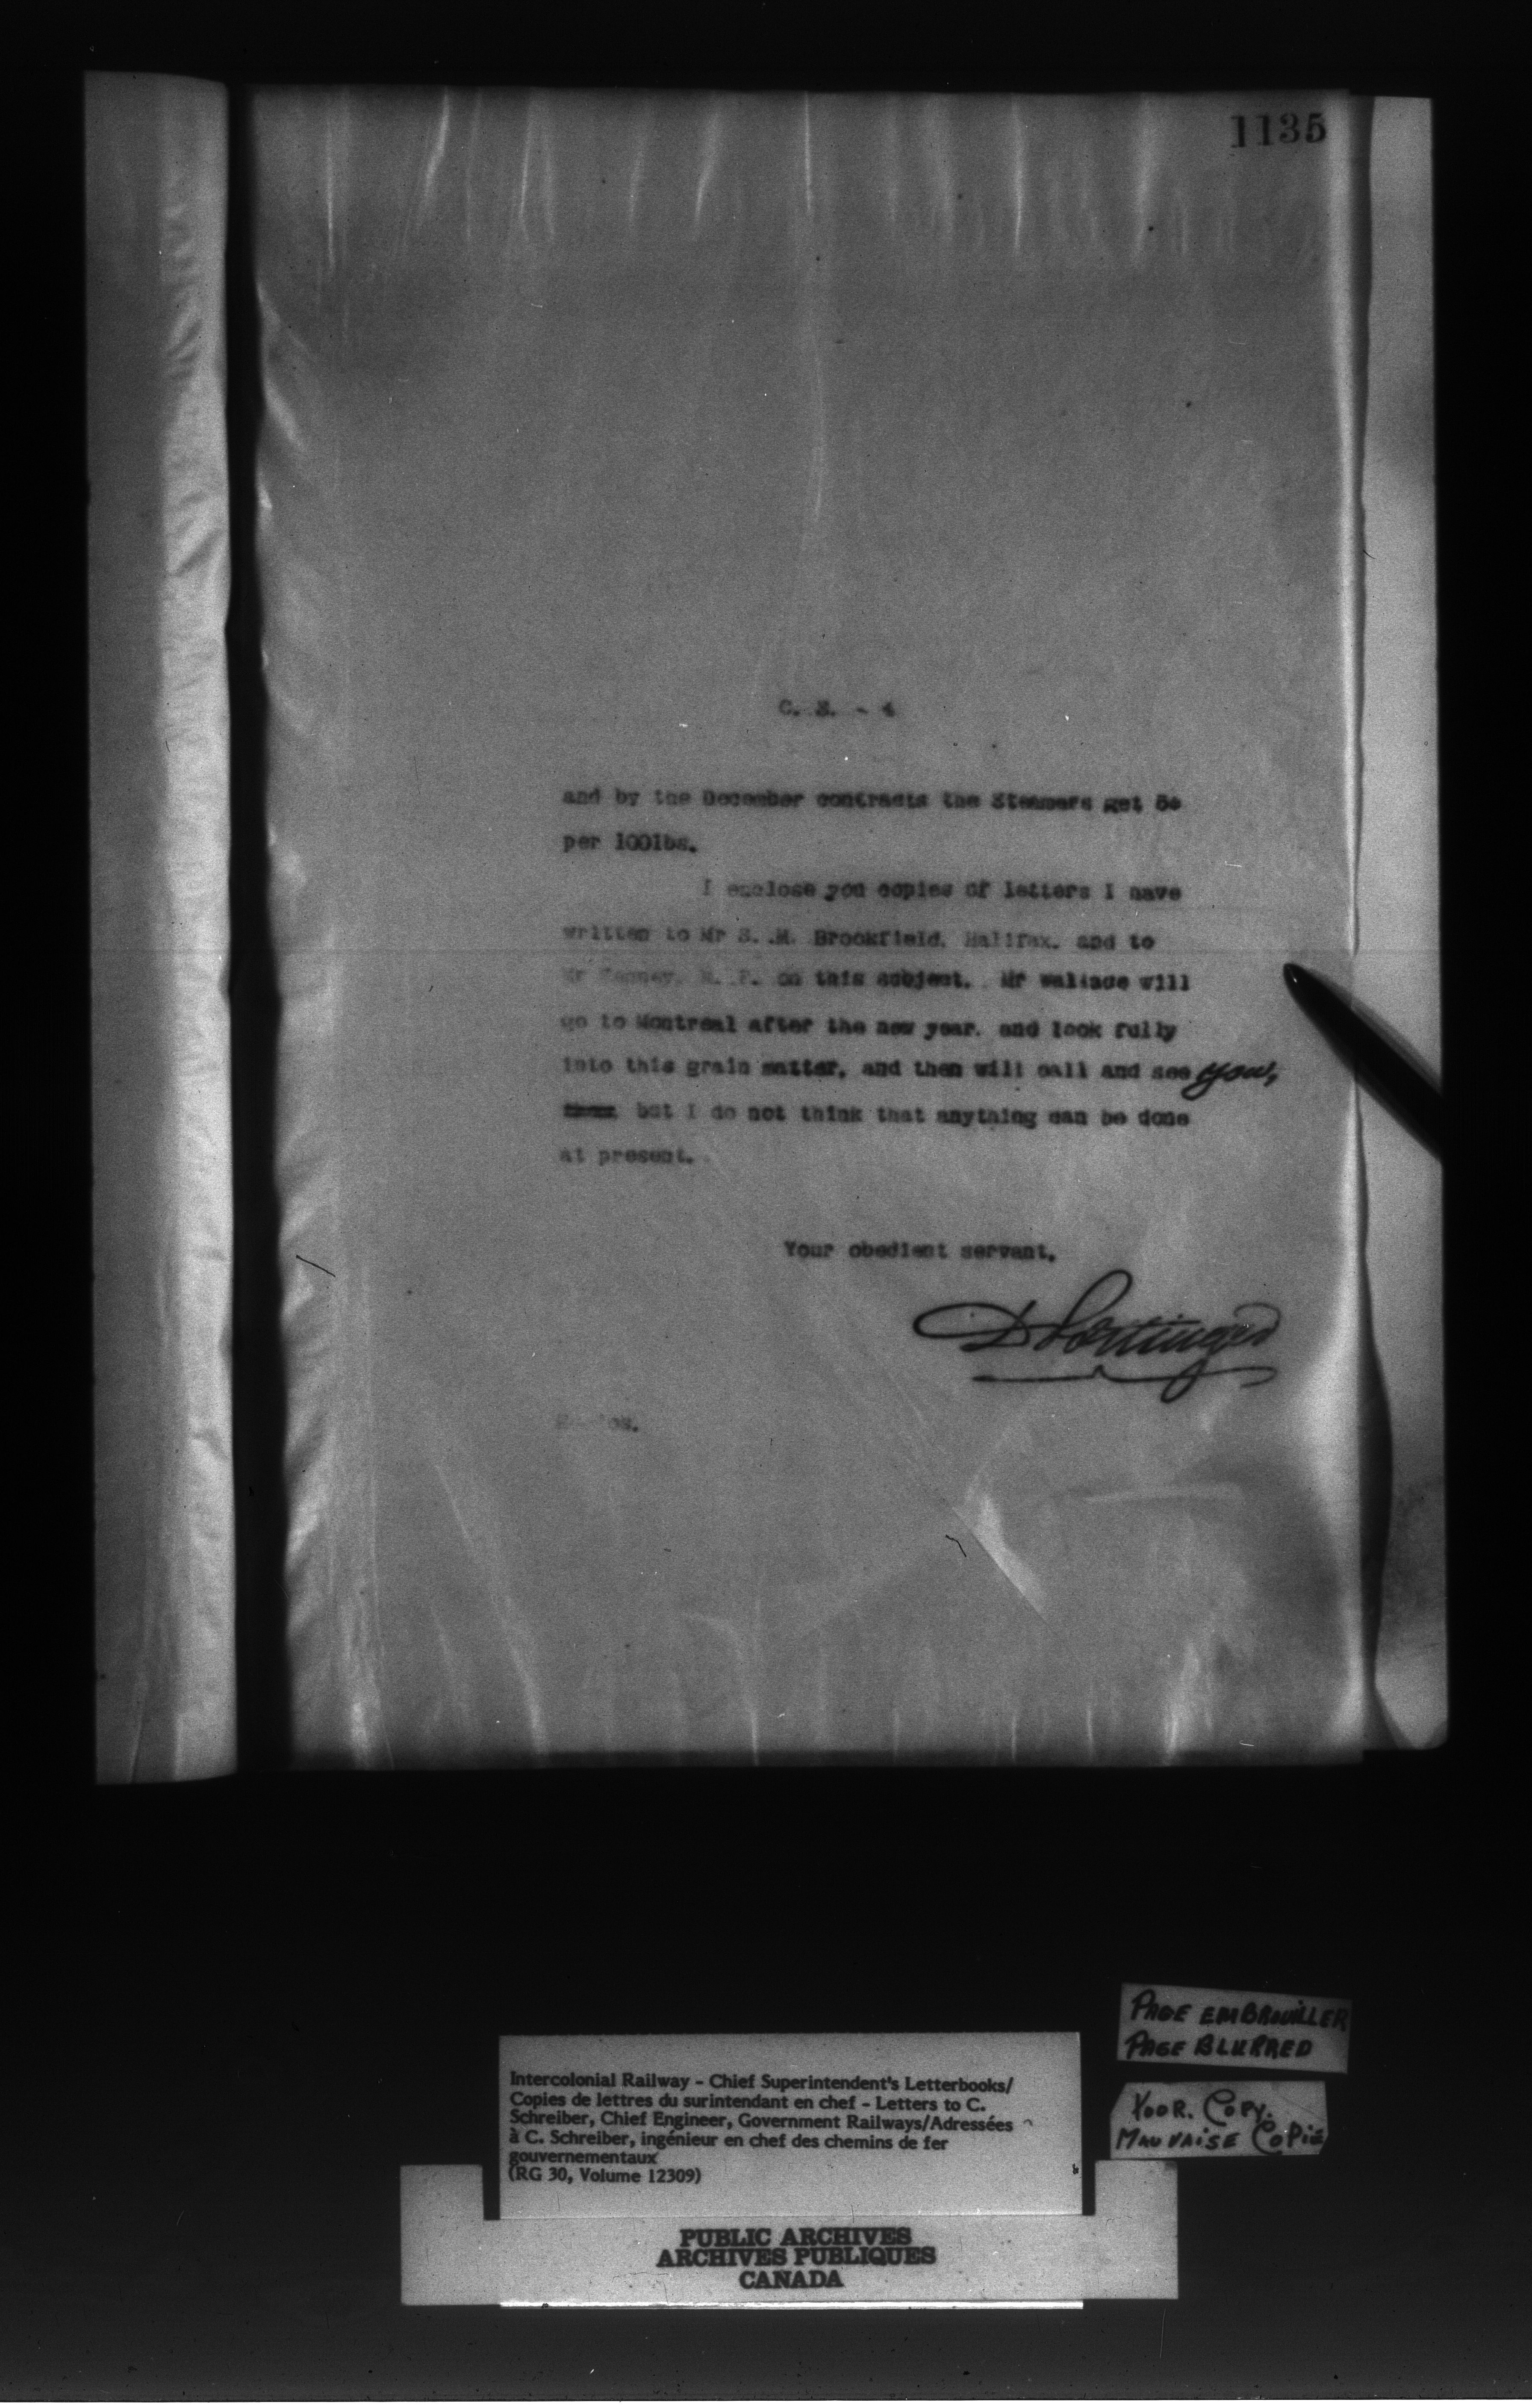 1135
C. S. - 4
and by the December contracts the Steamers get 5c
per 100lbs.
I enclose you copies of letters I have
written to Mr S. M. Brookfield, Halifax, and to
Mr Kenney, M. P. on this subject. Mr Wallace will
go to Montreal after the new year, and look fully
into this grain matter, and then will call and see you,
but I do not think that anything can be done
at present.
Your obedient servant,
D Pottinger
PAGE EMBROUILLER
PAGE BLURRED
POOR. COPY.
MAUVAISE COPIE
Intercolonial Railway - Chief Superintendent's Letterbooks/
Copies de lettres du surintendant en chef - Letters to C.
Schreiber, Chief Engineer, Government Railways/Adressées
à C. Schreiber, ingénieur en chef des chemins de fer
gouvernementaux
(RG 30, Volume 12309)
PUBLIC ARCHIVES
ARCHIVES PUBLIQUES
CANADA